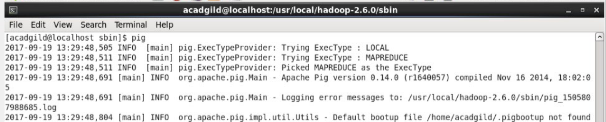 acadgild@localhost:/usr/local/hadoop-2.6.0/sbin
File Edit View Search Terminal Help
[acadgild@localhost sbin]$ pig
2017-09-19 13:29:48,505 INFO  [main] pig.ExecTypeProvider: Trying ExecType : LOCAL
2017-09-19 13:29:48,511 INFO  [main] pig.ExecTypeProvider: Trying ExecType : MAPREDUCE
2017-09-19 13:29:48,511 INFO  [main] pig.ExecTypeProvider: Picked MAPREDUCE as the ExecType
2017-09-19 13:29:48,691 [main] INFO  org.apache.pig.Main - Apache Pig version 0.14.0 (r1640057) compiled Nov 16 2014, 18:02:0
5
2017-09-19 13:29:48,691 [main] INFO  org.apache.pig.Main - Logging error messages to: /usr/local/hadoop-2.6.0/sbin/pig_150580
7988685.log
2017-09-19 13:29:48,804 [main] INFO  org.apache.pig.impl.util.Utils - Default bootup file /home/acadgild/.pigbootup not found